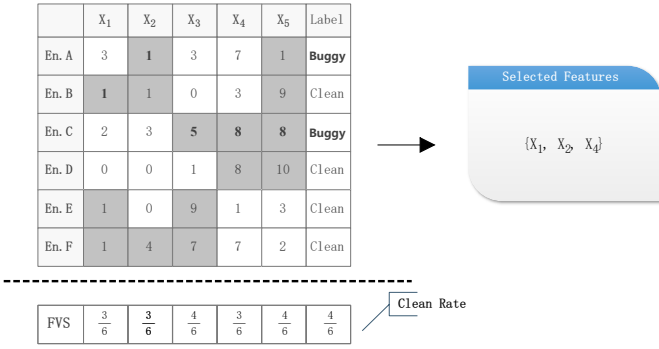 X1 X2 X3 X4 X5 Label
En. A 3 1 3 7 1 Buggy
En. B 1 1 0 3 9 Clean
En. C 2 3 5 8 8 Buggy
En. D 0 0 1 8 10 Clean
En. E 1 0 9 1 3 Clean
En. F 1 4 7 7 2 Clean
Selected Features
{X1, X2, X4}
Clean Rate
FVS 3/6 3/6 4/6 3/6 4/6 4/6